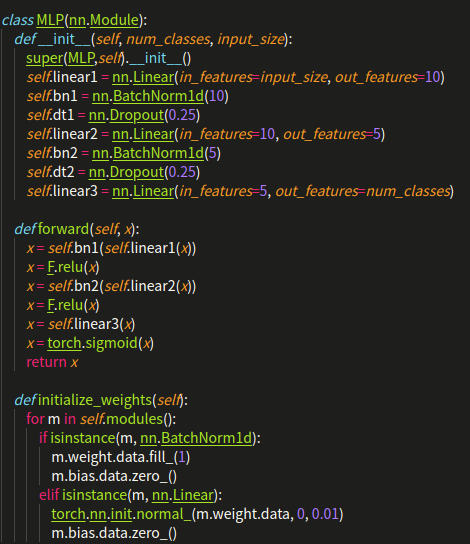 class MLP(nn.Module):
def __init__(self, num_classes, input_size):
super(MLP,self).__init__()
self.linear1 = nn.Linear(in_features=input_size, out_features=10)
self.bn1 = nn.BatchNorm1d(10)
self.dt1 = nn.Dropout(0.25)
self.linear2 = nn.Linear(in_features=10, out_features=5)
self.bn2 = nn.BatchNorm1d(5)
self.dt2 = nn.Dropout(0.25)
self.linear3 = nn.Linear(in_features=5, out_features=num_classes)
def forward(self, x):
x = self.bn1(self.linear1(x))
x = F.relu(x)
x = self.bn2(self.linear2(x))
x = F.relu(x)
x = self.linear3(x)
x = torch.sigmoid(x)
return x
def initialize_weights(self):
for m in self.modules():
if isinstance(m, nn.BatchNorm1d):
m.weight.data.fill_(1)
m.bias.data.zero_()
elif isinstance(m, nn.Linear):
torch.nn.init.normal_(m.weight.data, 0, 0.01)
m.bias.data.zero_()